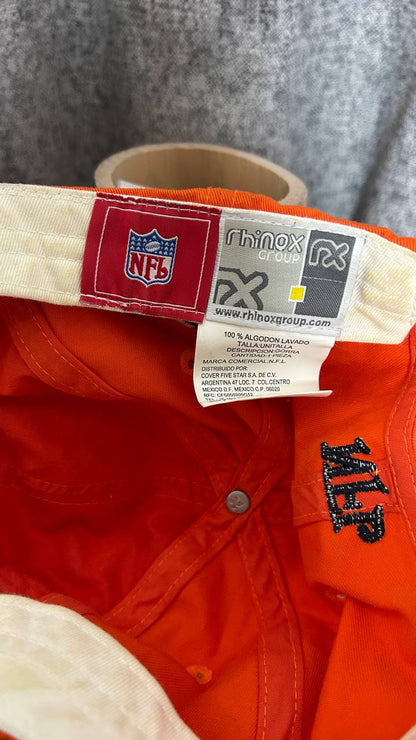 NFL
rhinox
GROUP
rx
rx
www.rhinoxgroup.com
100 % ALGODON LAVADO
TALLA:UNITALLA
DESCRIPCION:GORRA
CANTIDAD:1 PIEZA
MARCA COMERCIAL:N.F.L.
DISTRIBUIDO POR:
COVER FIVE STAR S.A. DE C.V.
ARGENTINA 47 LOC. 7 COL.CENTRO
MEXICO D.F. MEXICO C.P. 06020